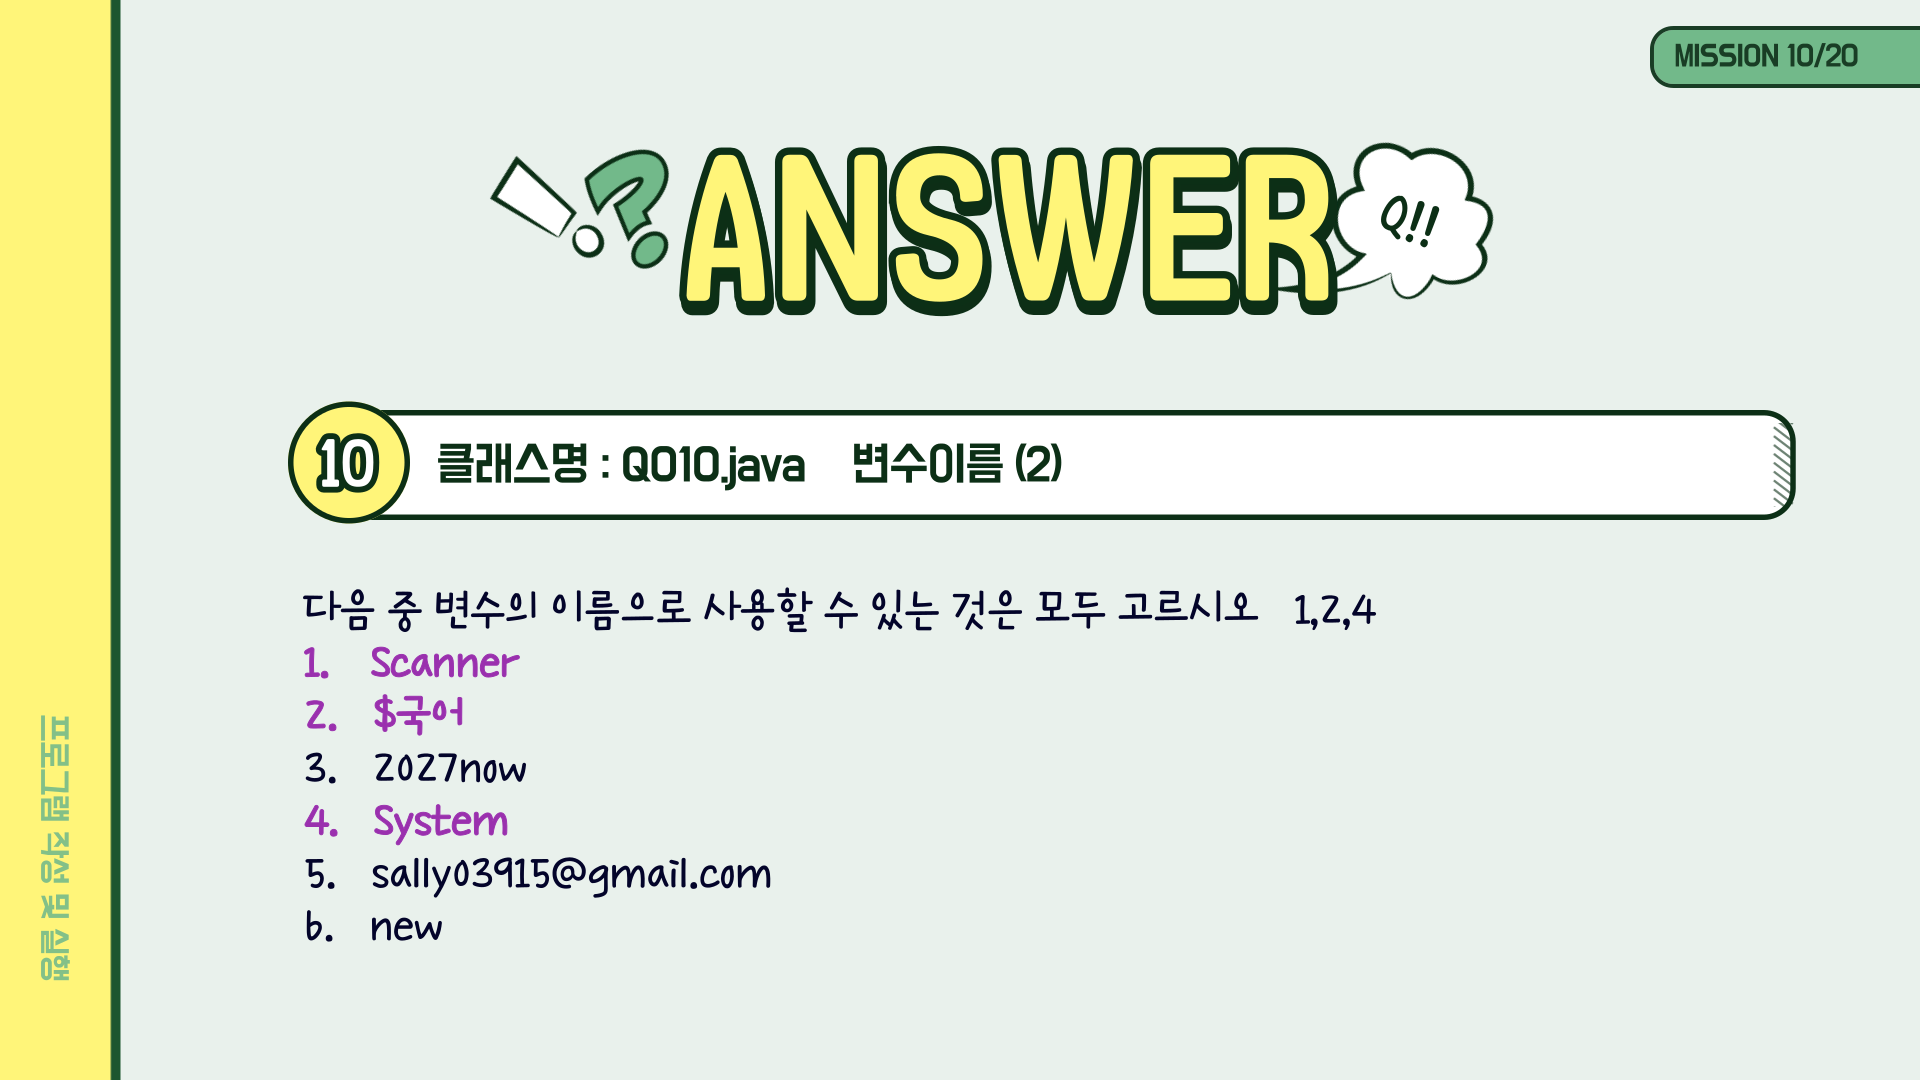 MISSION 10/20
ANSWER
Q!!
10
클래스명 : Q010.java 변수이름 (2)
다음 중 변수의 이름으로 사용할 수 있는 것은 모두 고르시오 1,2,4
1. Scanner
2. $국어
3. 2027now
4. System
5. sally03915@gmail.com
6. new
프로그램 작성 및 실행